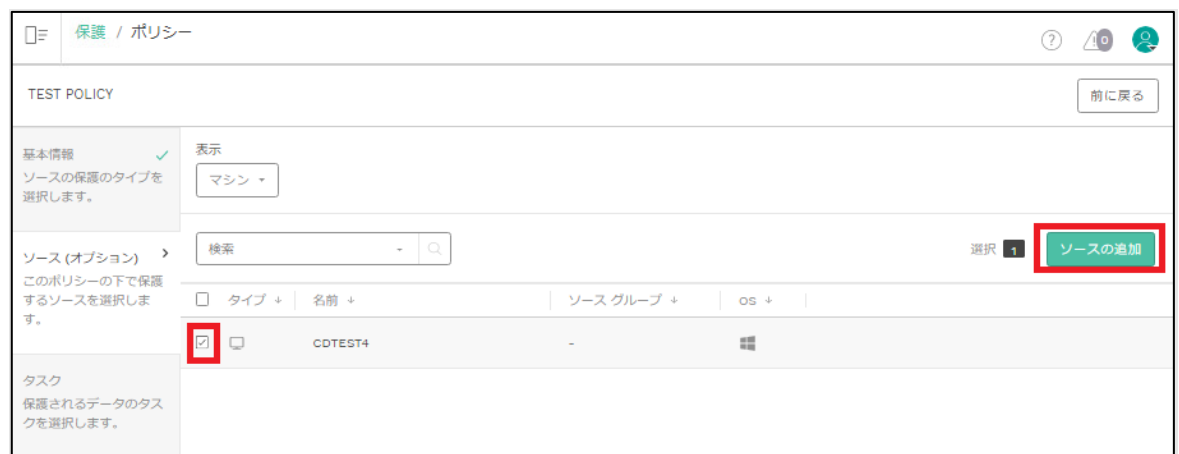 保護 / ポリシー
? 0
TEST POLICY
前に戻る
基本情報
ソースの保護のタイプを
選択します。
表示
マシン
ソース (オプション)
このポリシーの下で保護
するソースを選択しま
す。
検索
選択 1 ソースの追加
タイプ ↓ 名前 ↓ ソース グループ ↓ OS ↓
CDTEST4 -
タスク
保護されるデータのタス
クを選択します。